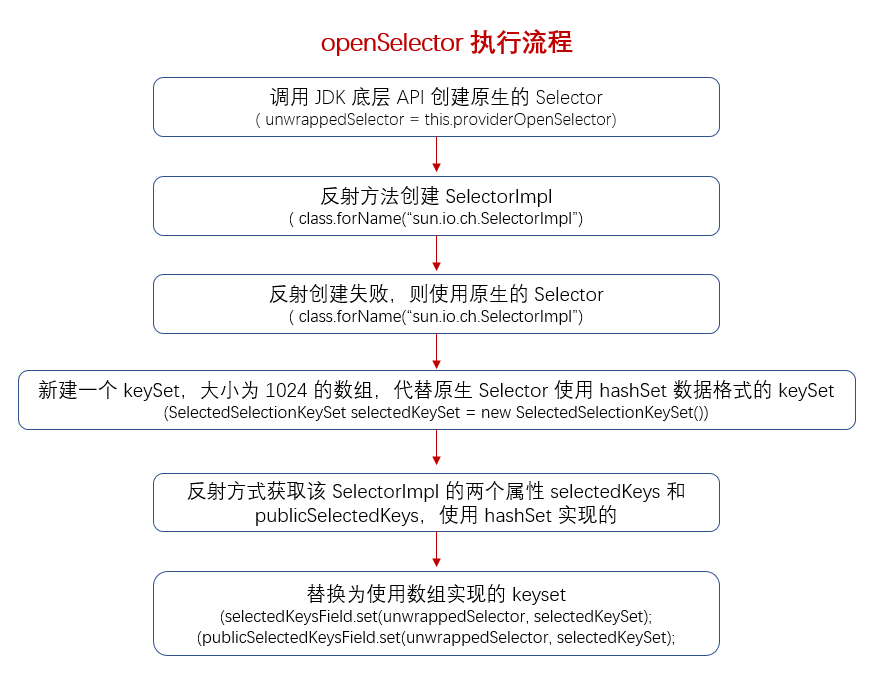 openSelector 执行流程
调用 JDK 底层 API 创建原生的 Selector
( unwrappedSelector = this.providerOpenSelector)
反射方法创建 SelectorImpl
( class.forName(“sun.io.ch.SelectorImpl”)
反射创建失败，则使用原生的 Selector
( class.forName(“sun.io.ch.SelectorImpl”)
新建一个 keySet，大小为 1024 的数组，代替原生 Selector 使用 hashSet 数据格式的 keySet
(SelectedSelectionKeySet selectedKeySet = new SelectedSelectionKeySet())
反射方式获取该 SelectorImpl 的两个属性 selectedKeys 和
publicSelectedKeys，使用 hashSet 实现的
替换为使用数组实现的 keyset
(selectedKeysField.set(unwrappedSelector, selectedKeySet);
(publicSelectedKeysField.set(unwrappedSelector, selectedKeySet);